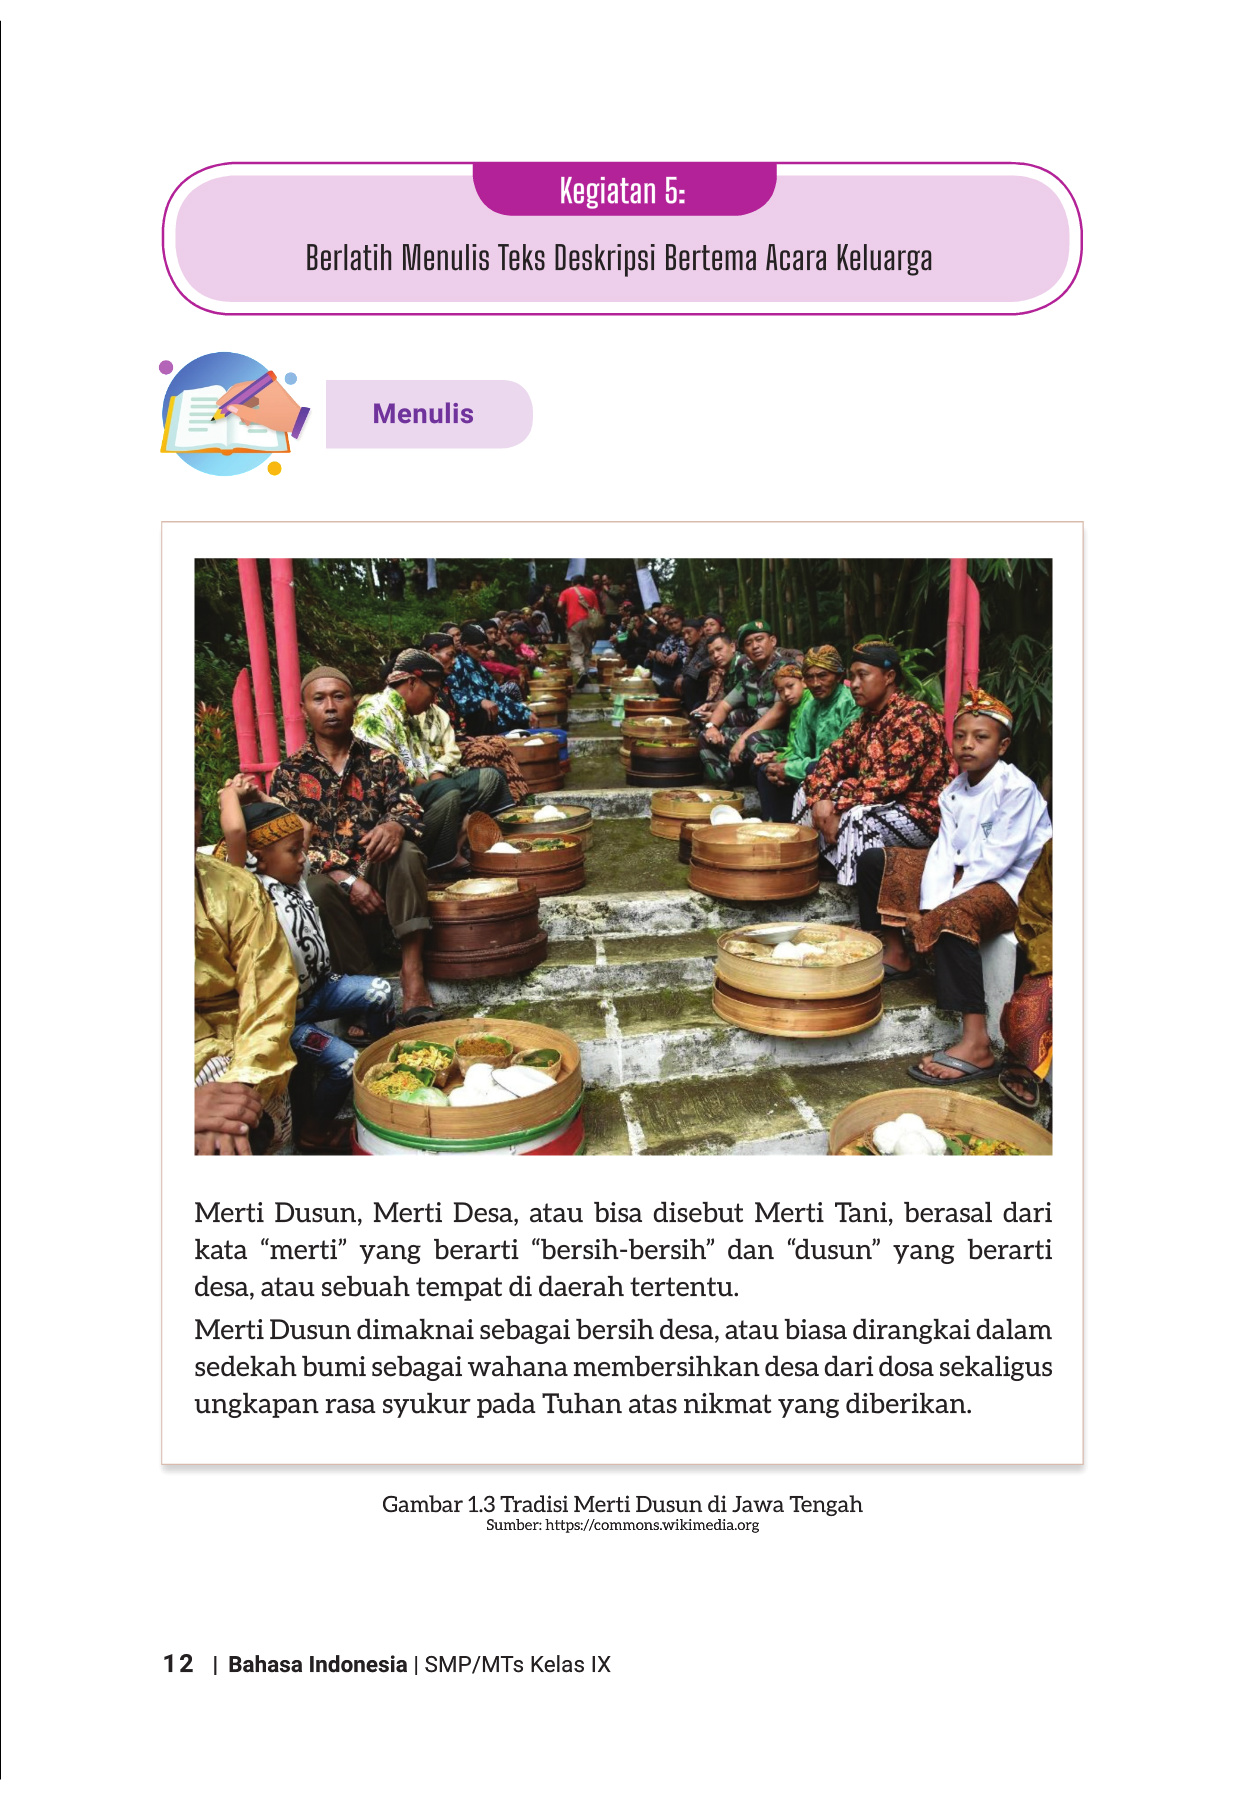 Kegiatan 5:
Berlatih Menulis Teks Deskripsi Bertema Acara Keluarga
Menulis
Merti Dusun, Merti Desa, atau bisa disebut Merti Tani, berasal dari
kata “merti” yang berarti “bersih-bersih” dan “dusun” yang berarti
desa, atau sebuah tempat di daerah tertentu.
Merti Dusun dimaknai sebagai bersih desa, atau biasa dirangkai dalam
sedekah bumi sebagai wahana membersihkan desa dari dosa sekaligus
ungkapan rasa syukur pada Tuhan atas nikmat yang diberikan.
Gambar 1.3 Tradisi Merti Dusun di Jawa Tengah
Sumber: https://commons.wikimedia.org
12 | Bahasa Indonesia | SMP/MTs Kelas IX